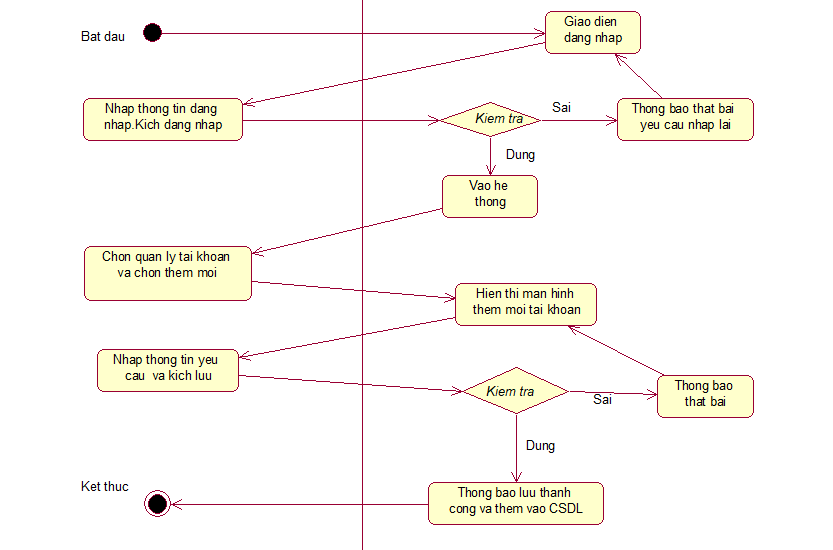 Bat dau
Giao dien
dang nhap
Nhap thong tin dang
nhap.Kich dang nhap
Kiem tra
Sai
Thong bao that bai
yeu cau nhap lai
Dung
Vao he
thong
Chon quan ly tai khoan
va chon them moi
Hien thi man hinh
them moi tai khoan
Nhap thong tin yeu
cau va kich luu
Kiem tra
Sai
Thong bao
that bai
Dung
Ket thuc
Thong bao luu thanh
cong va them vao CSDL